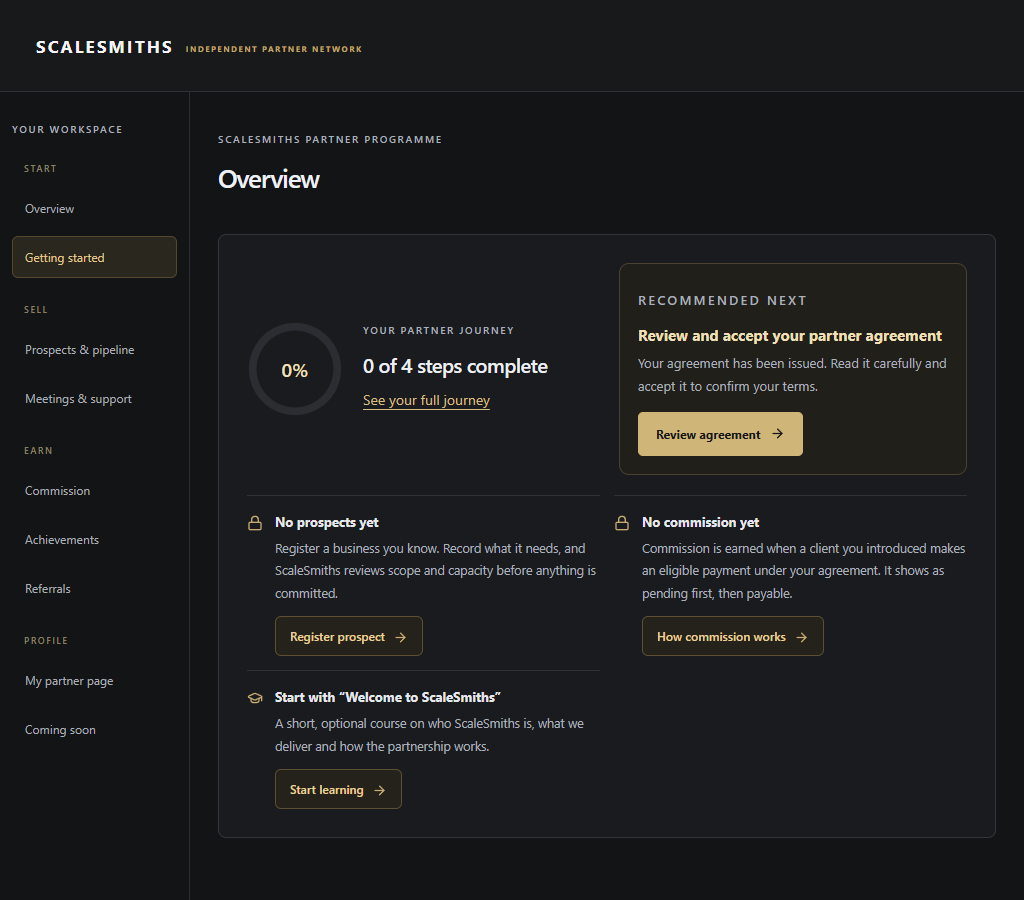 SCALESMITHS INDEPENDENT PARTNER NETWORK
YOUR WORKSPACE
START
Overview
Getting started
SELL
Prospects & pipeline
Meetings & support
EARN
Commission
Achievements
Referrals
PROFILE
My partner page
Coming soon
SCALESMITHS PARTNER PROGRAMME
Overview
0%
YOUR PARTNER JOURNEY
0 of 4 steps complete
See your full journey
RECOMMENDED NEXT
Review and accept your partner agreement
Your agreement has been issued. Read it carefully and
accept it to confirm your terms.
Review agreement →
No prospects yet
Register a business you know. Record what it needs, and
ScaleSmiths reviews scope and capacity before anything is
committed.
Register prospect →
No commission yet
Commission is earned when a client you introduced makes
an eligible payment under your agreement. It shows as
pending first, then payable.
How commission works →
Start with “Welcome to ScaleSmiths”
A short, optional course on who ScaleSmiths is, what we
deliver and how the partnership works.
Start learning →